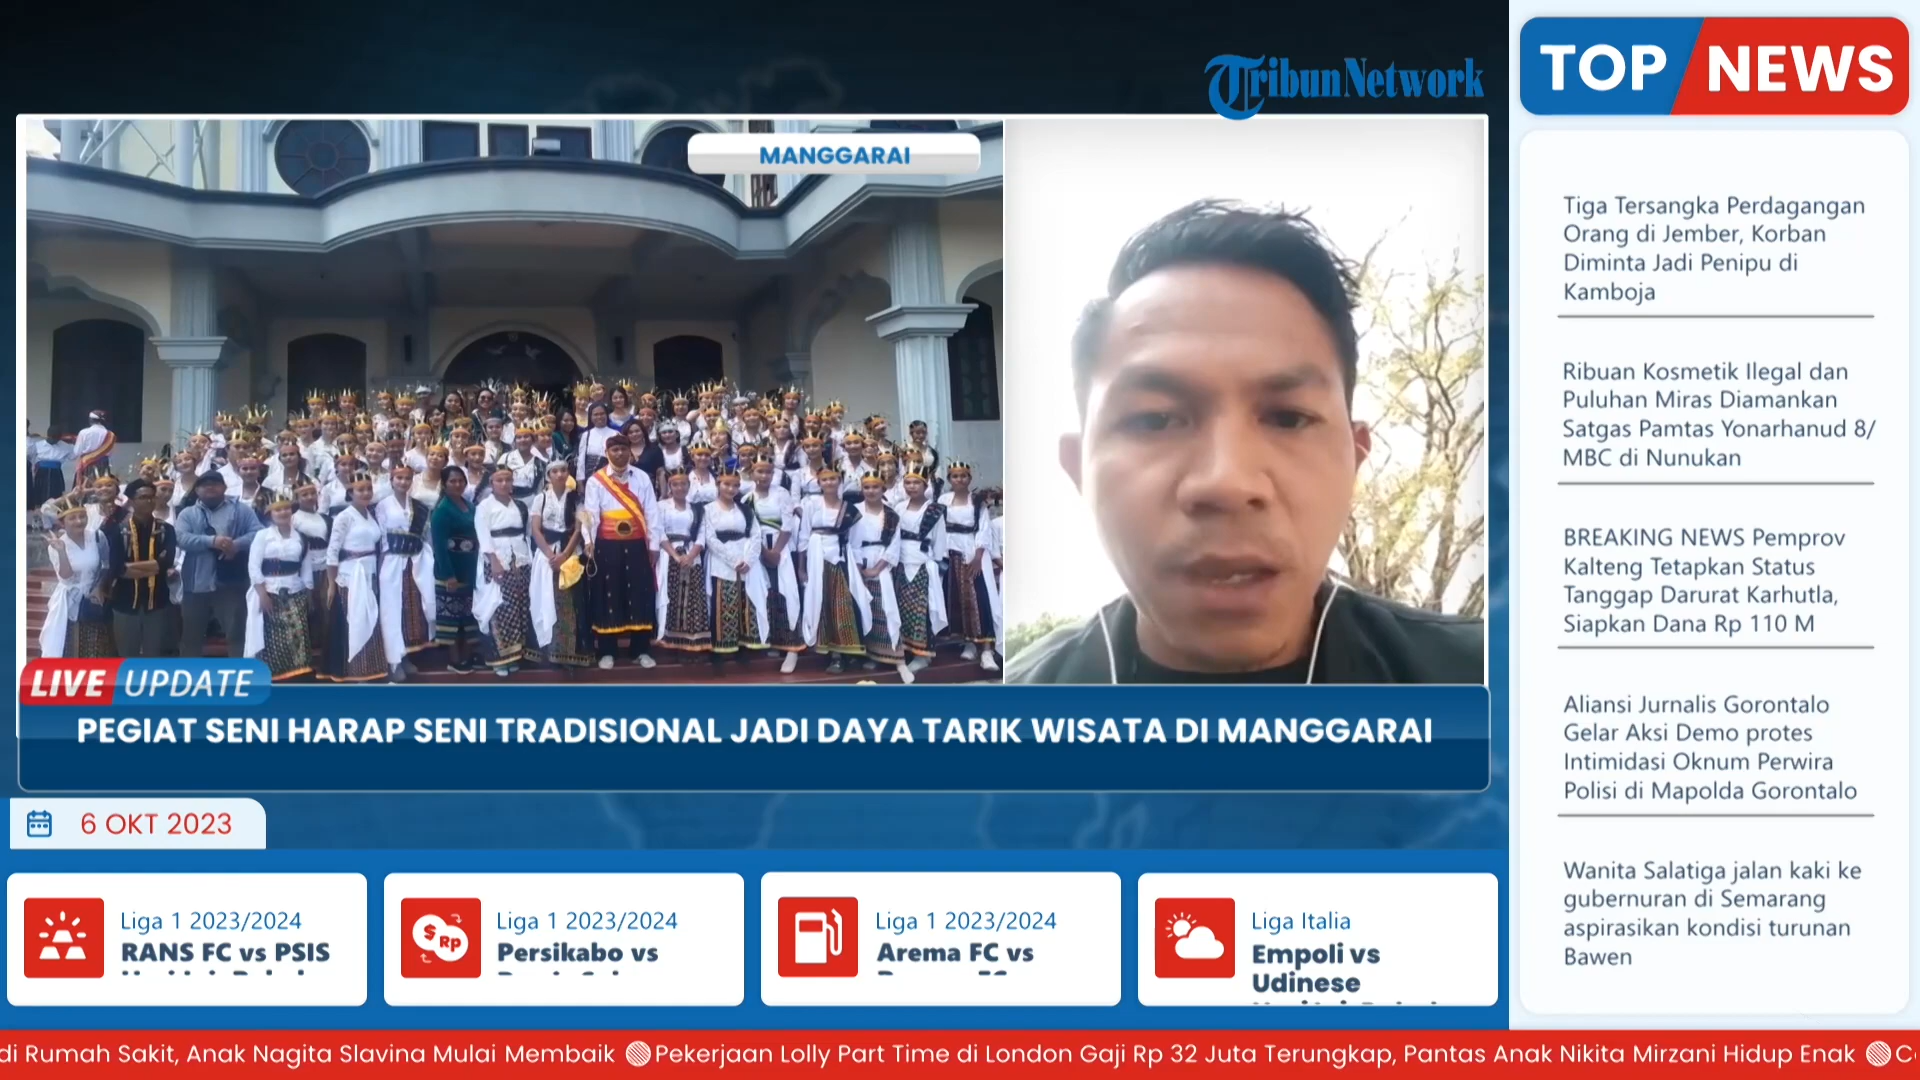 TribunNetwork
MANGGARAI
LIVE UPDATE
PEGIAT SENI HARAP SENI TRADISIONAL JADI DAYA TARIK WISATA DI MANGGARAI
6 OKT 2023
Liga 1 2023/2024
RANS FC vs PSIS
$ Rp
Liga 1 2023/2024
Persikabo vs
Liga 1 2023/2024
Arema FC vs
Liga Italia
Empoli vs
Udinese
TOP NEWS
Tiga Tersangka Perdagangan
Orang di Jember, Korban
Diminta Jadi Penipu di
Kamboja
Ribuan Kosmetik Ilegal dan
Puluhan Miras Diamankan
Satgas Pamtas Yonarhanud 8/
MBC di Nunukan
BREAKING NEWS Pemprov
Kalteng Tetapkan Status
Tanggap Darurat Karhutla,
Siapkan Dana Rp 110 M
Aliansi Jurnalis Gorontalo
Gelar Aksi Demo protes
Intimidasi Oknum Perwira
Polisi di Mapolda Gorontalo
Wanita Salatiga jalan kaki ke
gubernuran di Semarang
aspirasikan kondisi turunan
Bawen
di Rumah Sakit, Anak Nagita Slavina Mulai Membaik Pekerjaan Lolly Part Time di London Gaji Rp 32 Juta Terungkap, Pantas Anak Nikita Mirzani Hidup Enak